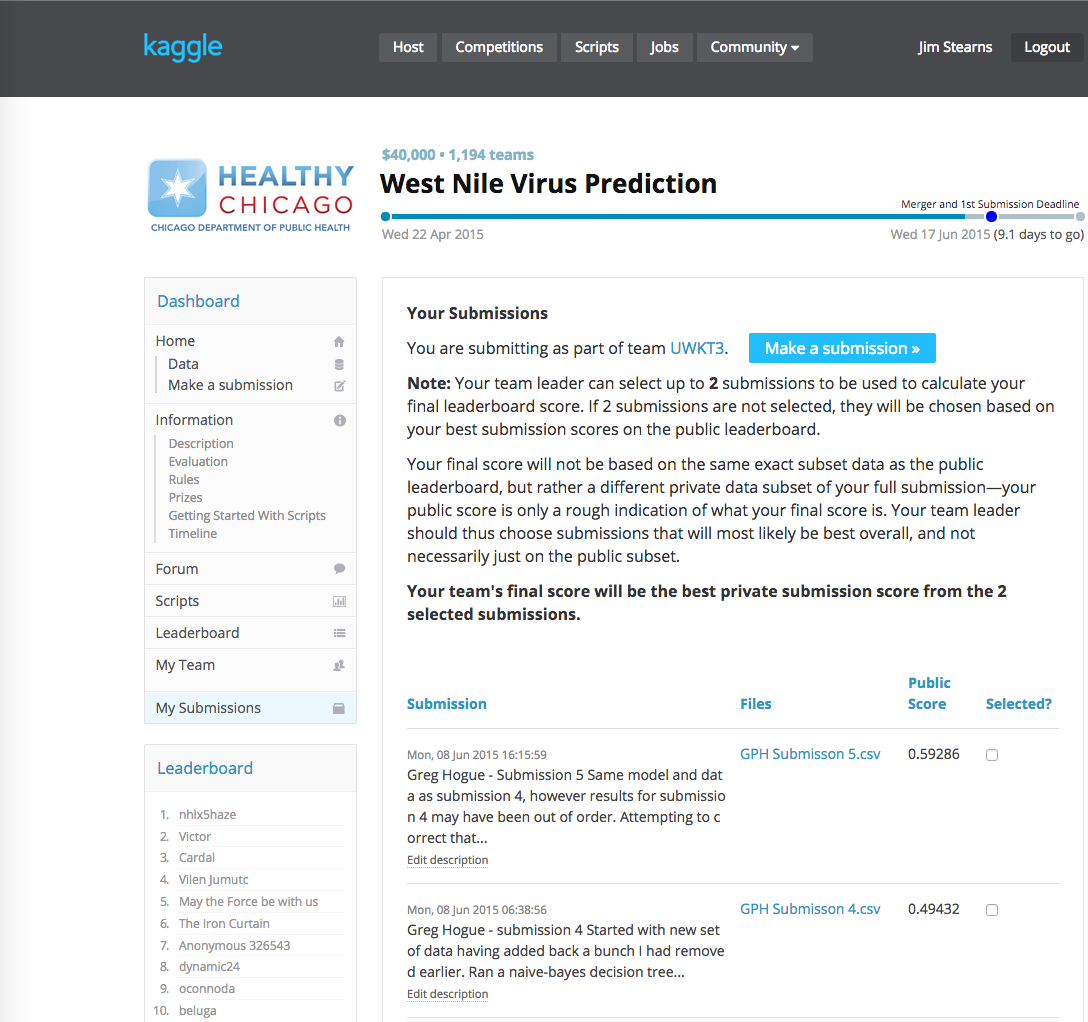 kaggle
Host Competitions Scripts Jobs Community
Jim Stearns Logout
HEALTHY
CHICAGO
CHICAGO DEPARTMENT OF PUBLIC HEALTH
$40,000 • 1,194 teams
West Nile Virus Prediction
Merger and 1st Submission Deadline
Wed 22 Apr 2015
Wed 17 Jun 2015 (9.1 days to go)
Dashboard
Home
Data
Make a submission
Information
Description
Evaluation
Rules
Prizes
Getting Started With Scripts
Timeline
Forum
Scripts
Leaderboard
My Team
My Submissions
Leaderboard
1. nhlx5haze
2. Victor
3. Cardal
4. Vilen Jumutc
5. May the Force be with us
6. The Iron Curtain
7. Anonymous 326543
8. dynamic24
9. oconnoda
10. beluga
Your Submissions
You are submitting as part of team UWKT3. Make a submission »
Note: Your team leader can select up to 2 submissions to be used to calculate your
final leaderboard score. If 2 submissions are not selected, they will be chosen based on
your best submission scores on the public leaderboard.
Your final score will not be based on the same exact subset data as the public
leaderboard, but rather a different private data subset of your full submission—your
public score is only a rough indication of what your final score is. Your team leader
should thus choose submissions that will most likely be best overall, and not
necessarily just on the public subset.
Your team's final score will be the best private submission score from the 2
selected submissions.
Submission Files Public Score Selected?
Mon, 08 Jun 2015 16:15:59
Greg Hogue - Submisson 5 Same model and dat
a as submission 4, however results for submissio
n 4 may have been out of order. Attempting to c
orrect that...
Edit description
GPH Submisson 5.csv 0.59286
Mon, 08 Jun 2015 06:38:56
Greg Hogue - submission 4 Started with new set
of data having added back a bunch I had remove
d earlier. Ran a naive-bayes decision tree...
Edit description
GPH Submisson 4.csv 0.49432